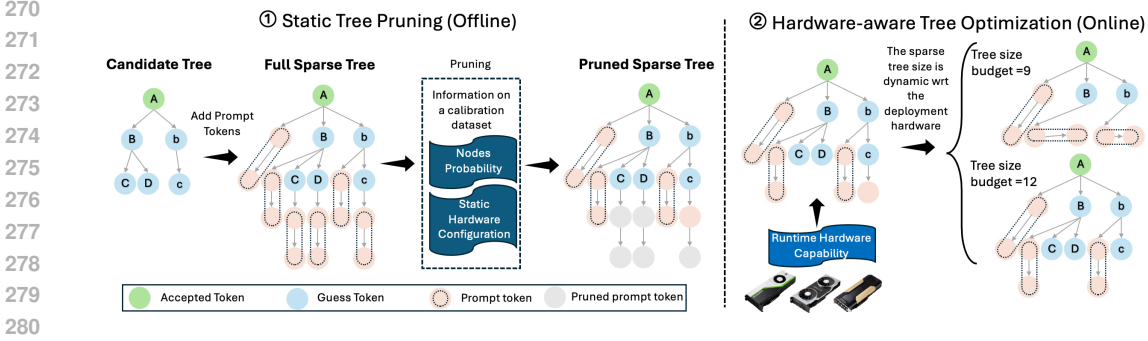 270
271
272
273
274
275
276
277
278
279
280
① Static Tree Pruning (Offline)
Candidate Tree
A
B
b
C
D
c
Add Prompt
Tokens
Full Sparse Tree
A
B
b
C
D
c
Pruning
Information on
a calibration
dataset
Nodes
Probability
Static
Hardware
Configuration
Pruned Sparse Tree
A
B
b
C
D
c
Accepted Token
Guess Token
Prompt token
Pruned prompt token
② Hardware-aware Tree Optimization (Online)
A
B
b
C
D
c
Runtime Hardware
Capability
The sparse
tree size is
dynamic wrt
the
deployment
hardware
Tree size
budget =9
A
B
b
Tree size
budget =12
A
B
b
C
D
c